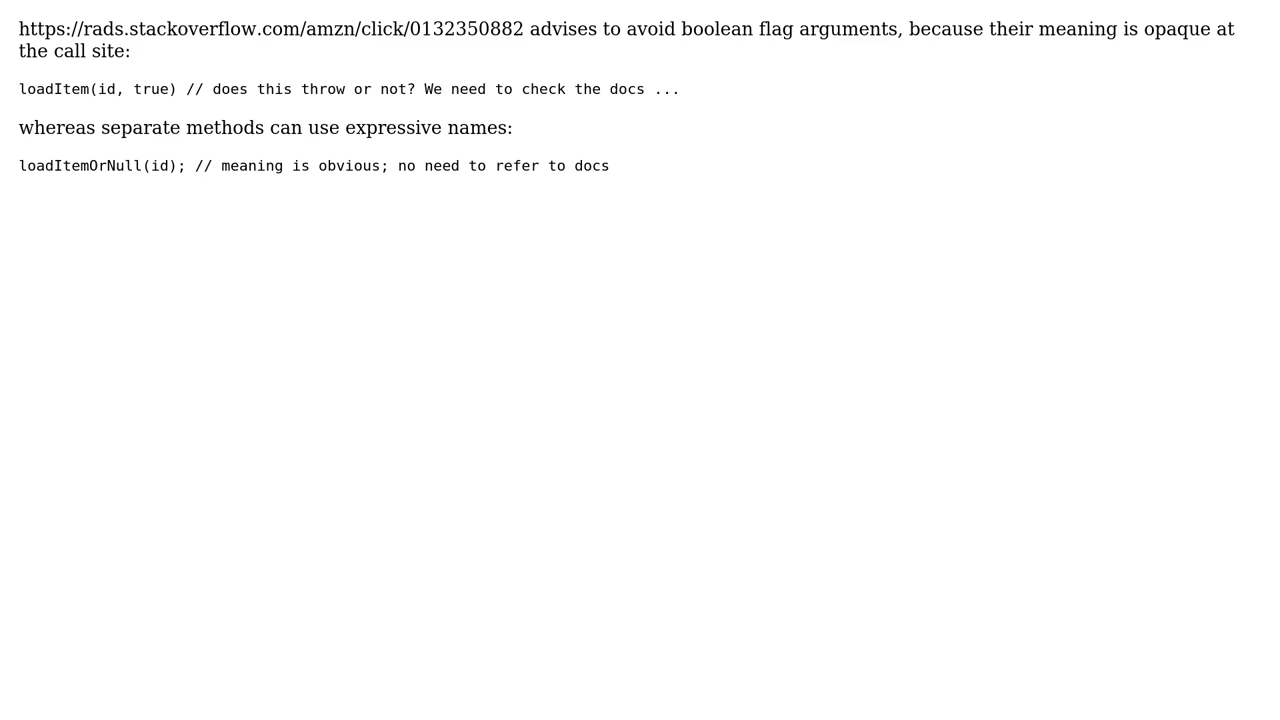 https://rads.stackoverflow.com/amzn/click/0132350882 advises to avoid boolean flag arguments, because their meaning is opaque at
the call site:
loadItem(id, true) // does this throw or not? We need to check the docs ...
whereas separate methods can use expressive names:
loadItemOrNull(id); // meaning is obvious; no need to refer to docs